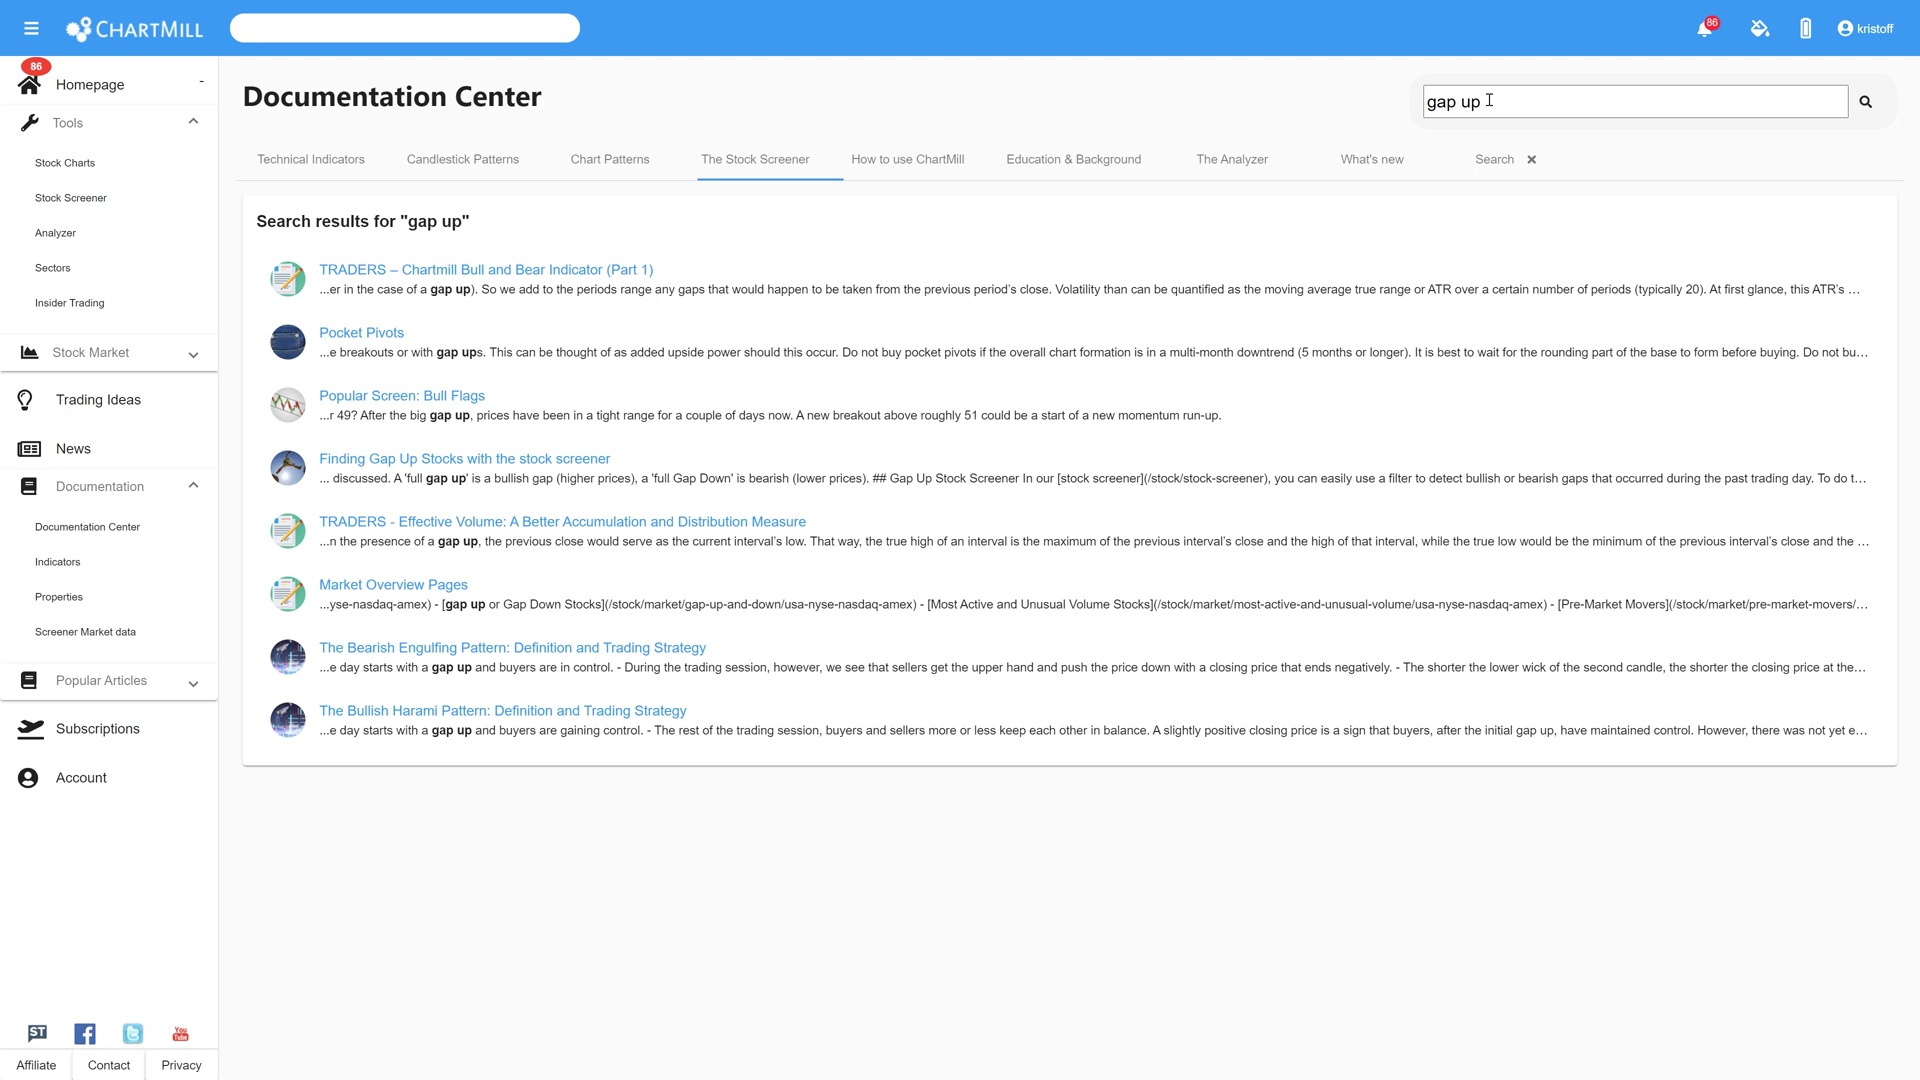 CHARTMILL
86
kristoff
86
Homepage
-
Tools
Stock Charts
Stock Screener
Analyzer
Sectors
Insider Trading
Stock Market
Trading Ideas
News
Documentation
Documentation Center
Indicators
Properties
Screener Market data
Popular Articles
Subscriptions
Account
ST
You Tube
Affiliate
Contact
Privacy
Documentation Center
gap up
Technical Indicators
Candlestick Patterns
Chart Patterns
The Stock Screener
How to use ChartMill
Education & Background
The Analyzer
What's new
Search
Search results for "gap up"
TRADERS – Chartmill Bull and Bear Indicator (Part 1)
...er in the case of a gap up). So we add to the periods range any gaps that would happen to be taken from the previous period's close. Volatility than can be quantified as the moving average true range or ATR over a certain number of periods (typically 20). At first glance, this ATR's ...
Pocket Pivots
...e breakouts or with gap ups. This can be thought of as added upside power should this occur. Do not buy pocket pivots if the overall chart formation is in a multi-month downtrend (5 months or longer). It is best to wait for the rounding part of the base to form before buying. Do not bu...
Popular Screen: Bull Flags
...r 49? After the big gap up, prices have been in a tight range for a couple of days now. A new breakout above roughly 51 could be a start of a new momentum run-up.
Finding Gap Up Stocks with the stock screener
... discussed. A 'full gap up' is a bullish gap (higher prices), a 'full Gap Down' is bearish (lower prices). ## Gap Up Stock Screener In our [stock screener](/stock/stock-screener), you can easily use a filter to detect bullish or bearish gaps that occurred during the past trading day. To do t...
TRADERS - Effective Volume: A Better Accumulation and Distribution Measure
...n the presence of a gap up, the previous close would serve as the current interval's low. That way, the true high of an interval is the maximum of the previous interval's close and the high of that interval, while the true low would be the minimum of the previous interval's close and the ...
Market Overview Pages
...yse-nasdaq-amex) - [gap up or Gap Down Stocks](/stock/market/gap-up-and-down/usa-nyse-nasdaq-amex) - [Most Active and Unusual Volume Stocks](/stock/market/most-active-and-unusual-volume/usa-nyse-nasdaq-amex) - [Pre-Market Movers](/stock/market/pre-market-movers/...
The Bearish Engulfing Pattern: Definition and Trading Strategy
...e day starts with a gap up and buyers are in control. - During the trading session, however, we see that sellers get the upper hand and push the price down with a closing price that ends negatively. - The shorter the lower wick of the second candle, the shorter the closing price at the...
The Bullish Harami Pattern: Definition and Trading Strategy
...e day starts with a gap up and buyers are gaining control. - The rest of the trading session, buyers and sellers more or less keep each other in balance. A slightly positive closing price is a sign that buyers, after the initial gap up, have maintained control. However, there was not yet e...